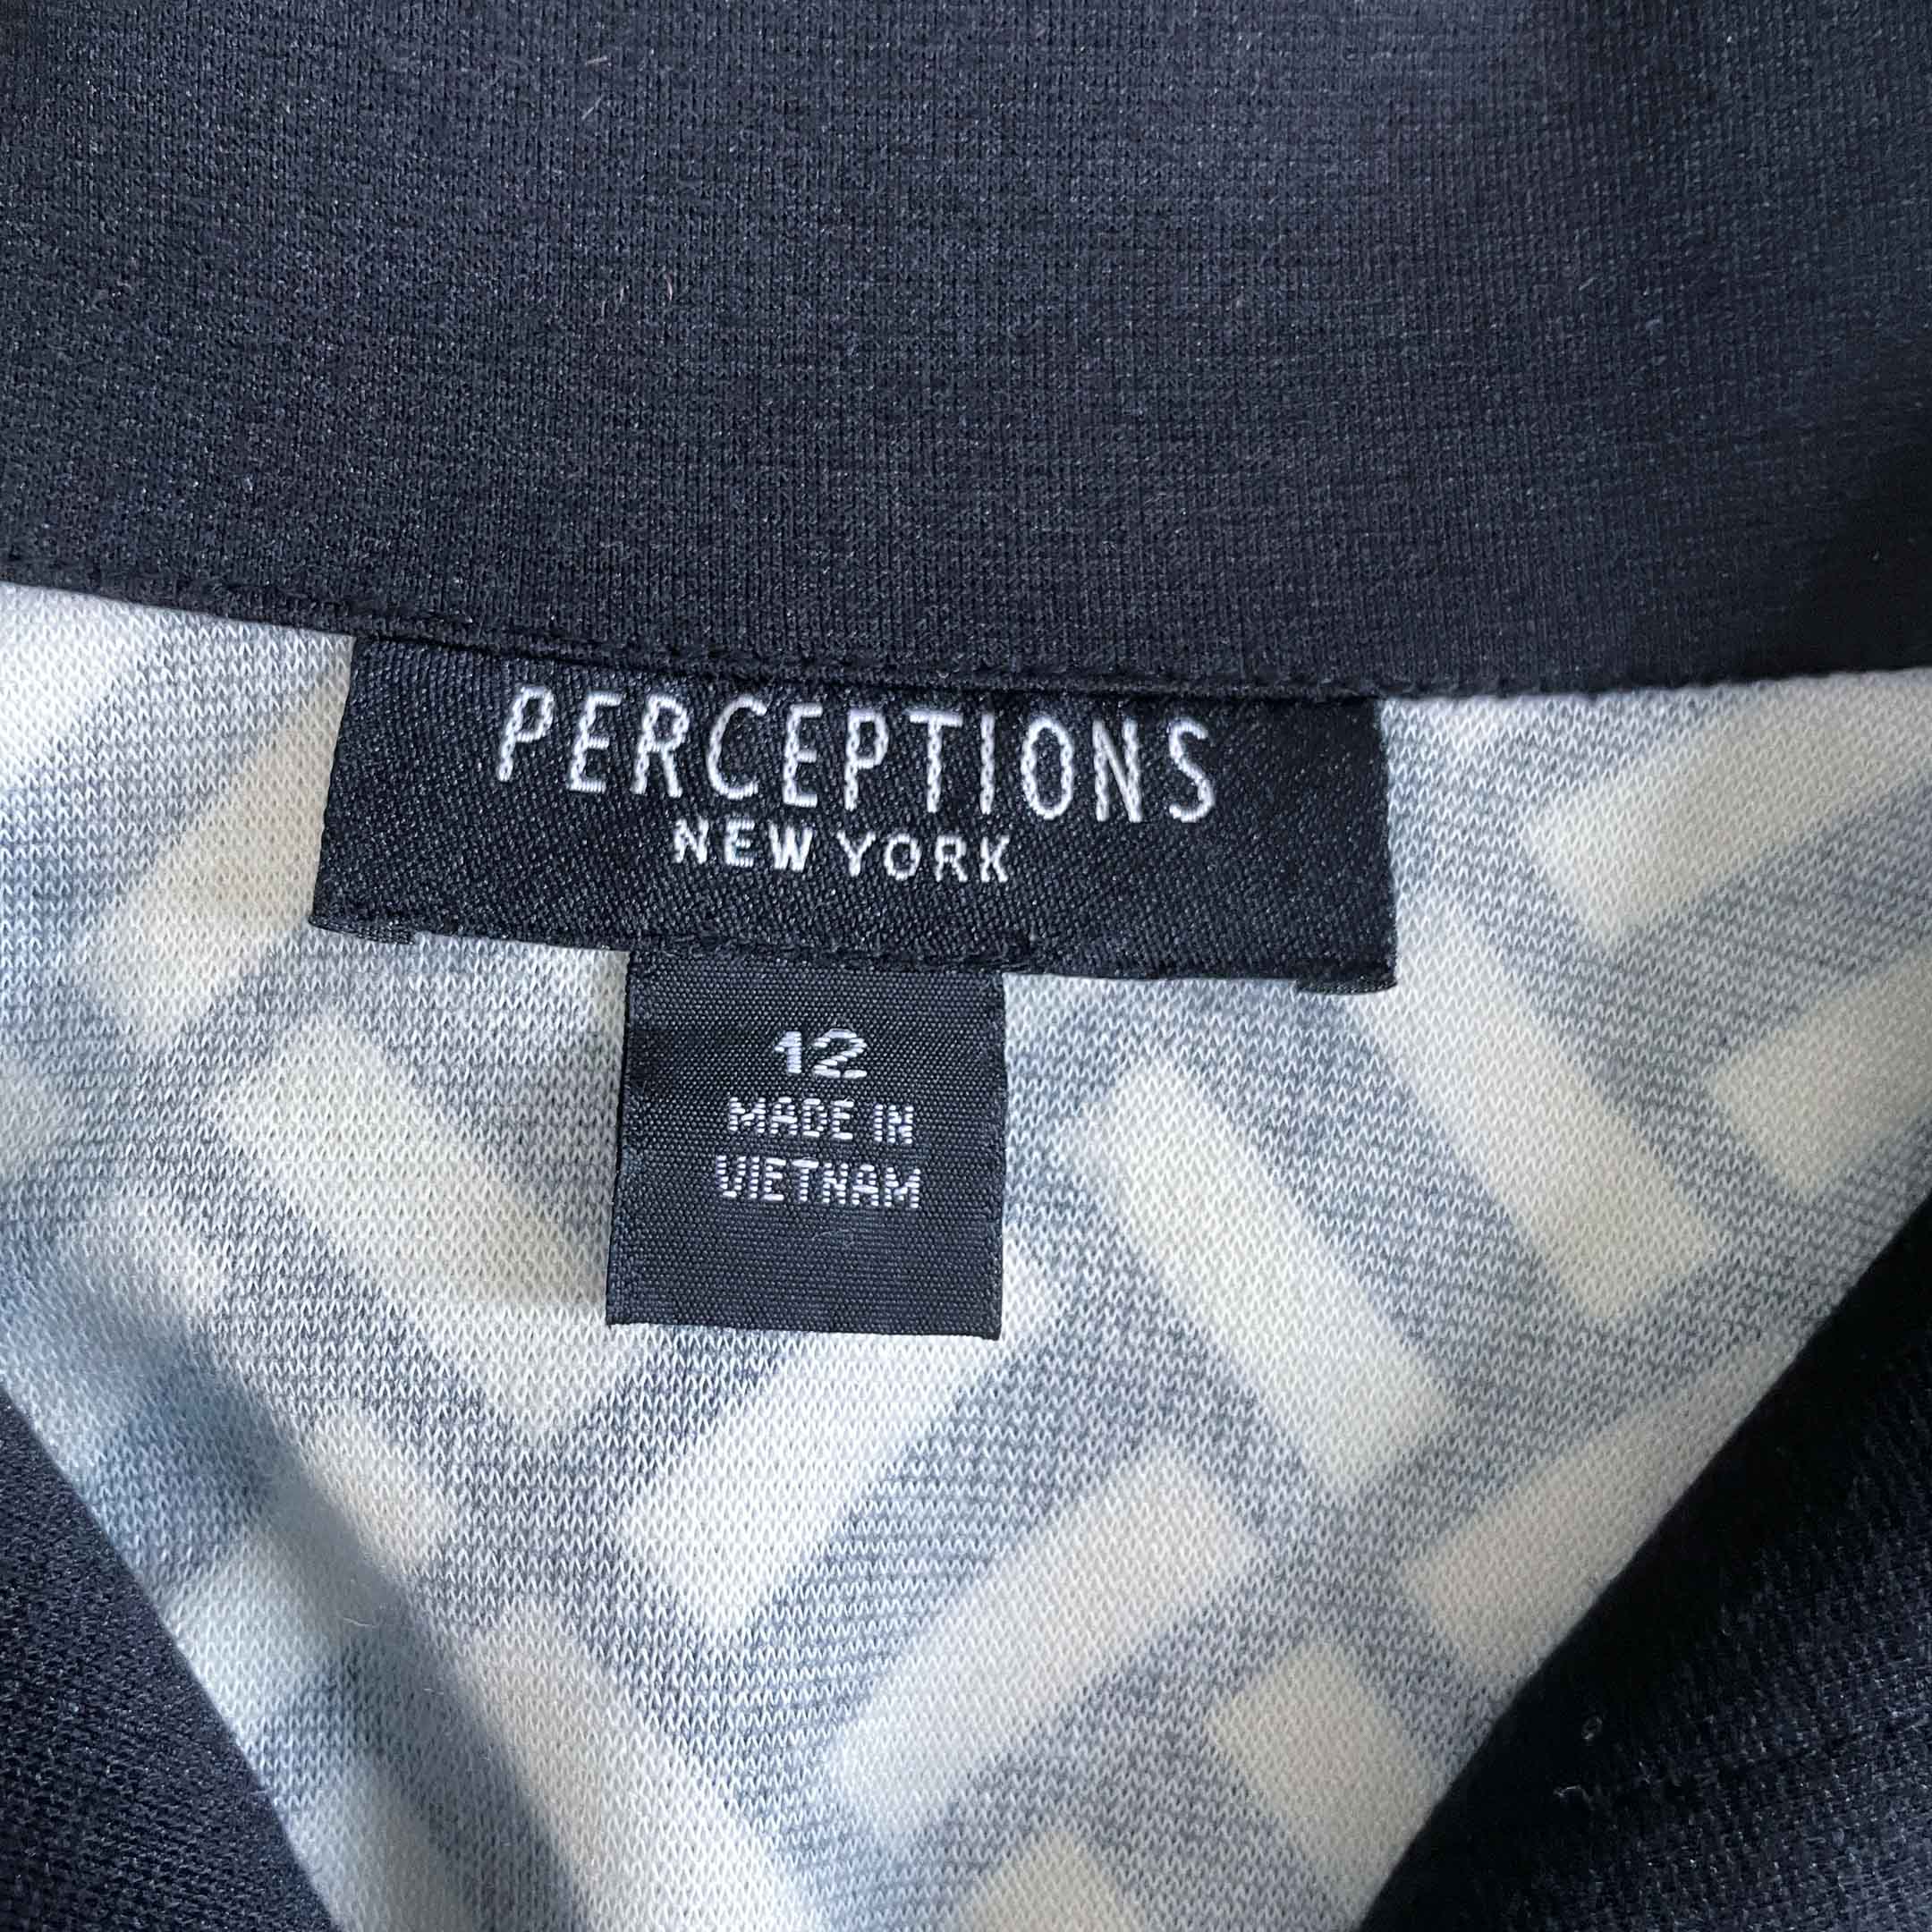 PERCEPTIONS
NEW YORK
12
MADE IN
VIETNAM